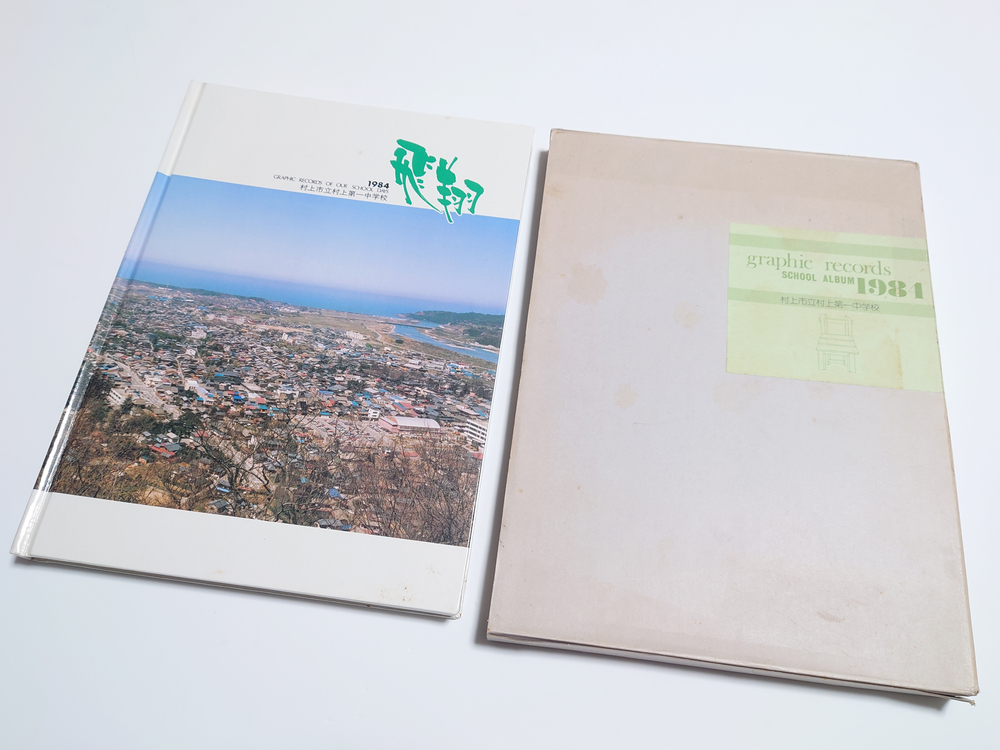 飛翔
1984
GRAPHIC RECORDS OF OUR SCHOOL DAYS
村上市立村上第一中学校
graphic records
SCHOOL ALBUM 1984
村上市立村上第一中学校